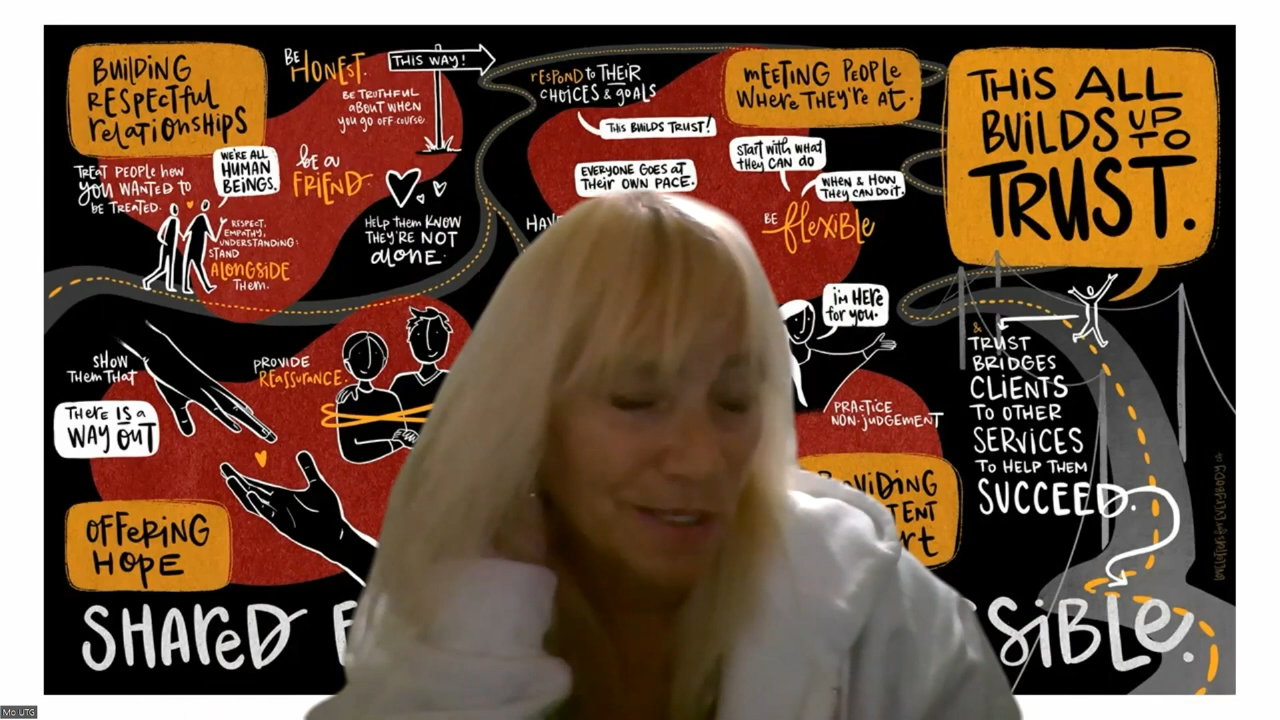 BUILDING
RESPECTFUL
RELATIONSHIPS
TREAT PEOPLE HOW
YOU WANTED TO
BE TREATED.
WE'RE ALL
HUMAN
BEINGS.
RESPECT,
EMPATHY,
UNDERSTANDING:
STAND
ALONGSIDE
THEM.
BE
HONEST.
THIS WAY!
BE TRUTHFUL
ABOUT WHEN
YOU GO OFF-COURSE
be a
FRIEND.
HELP THEM KNOW
THEY'RE NOT
ALONE.
RESPOND to THEIR
CHOICES & GOALS
THIS BUILDS TRUST!
EVERYONE GOES AT
THEIR OWN PACE.
MEETING PEOPLE
WHERE THEY'RE AT.
START WITH WHAT
THEY CAN DO
WHEN & HOW
THEY CAN DO IT.
BE flexible
THIS ALL
BUILDS UP
TO
TRUST.
SHOW
THEM THAT
THERE IS a
WAY OUT
PROVIDE
REASSURANCE.
OFFERING
HOPE
I'M HERE
for you.
PRACTICE
NON-JUDGEMENT
& TRUST
BRIDGES
CLIENTS
TO OTHER
SERVICES
TO HELP THEM
SUCCEED.
SHARED
Mo UTG